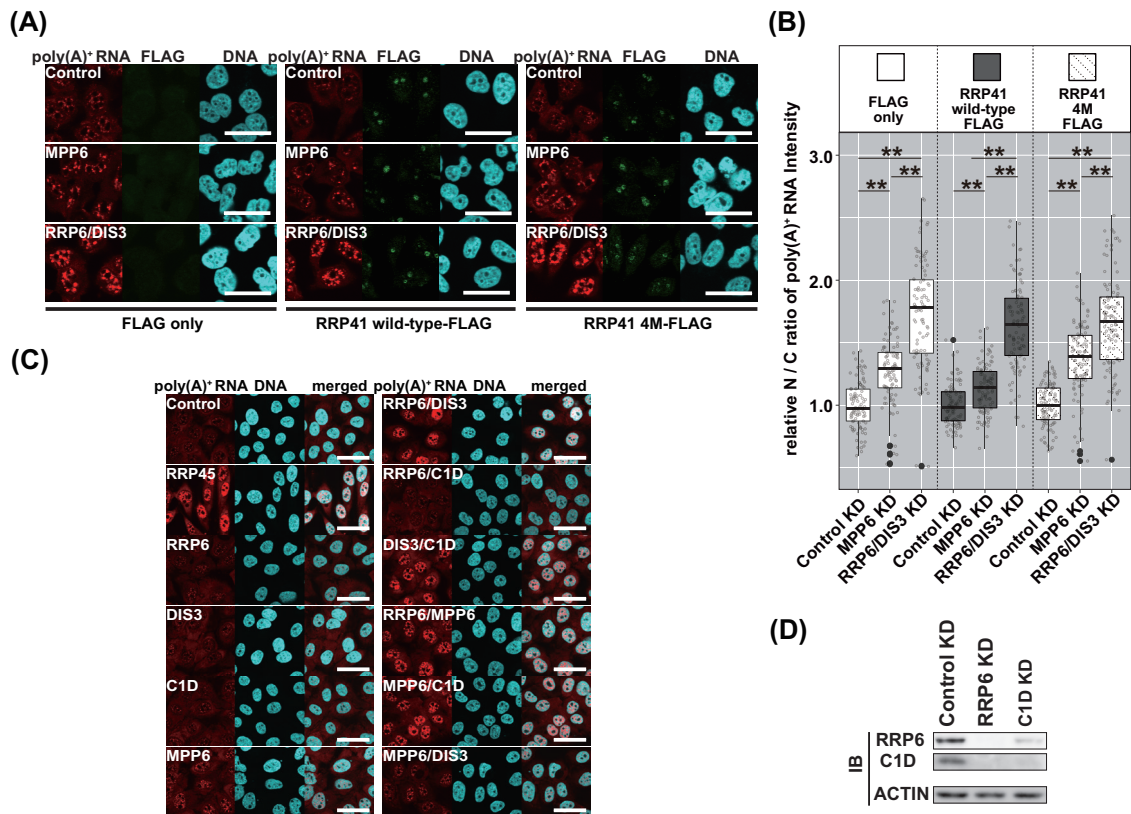 (A)
poly(A)+ RNA FLAG DNA poly(A)+ RNA FLAG DNA poly(A)+ RNA FLAG DNA
Control Control Control
MPP6 MPP6 MPP6
RRP6/DIS3 RRP6/DIS3 RRP6/DIS3
FLAG only RRP41 wild-type-FLAG RRP41 4M-FLAG
(B)
relative N / C ratio of poly(A)+ RNA Intensity
FLAG
only
RRP41
wild-type
FLAG
RRP41
4M
FLAG
3.0
2.0
1.0
** ** **
** ** **
** ** **
Control KD
MPP6 KD
RRP6/DIS3 KD
Control KD
MPP6 KD
RRP6/DIS3 KD
Control KD
MPP6 KD
RRP6/DIS3 KD
(C)
poly(A)+ RNA DNA merged poly(A)+ RNA DNA merged
Control RRP6/DIS3
RRP45 RRP6/C1D
RRP6 DIS3/C1D
DIS3 RRP6/MPP6
C1D MPP6/C1D
MPP6 MPP6/DIS3
(D)
Control KD
RRP6 KD
C1D KD
IB
RRP6
C1D
ACTIN